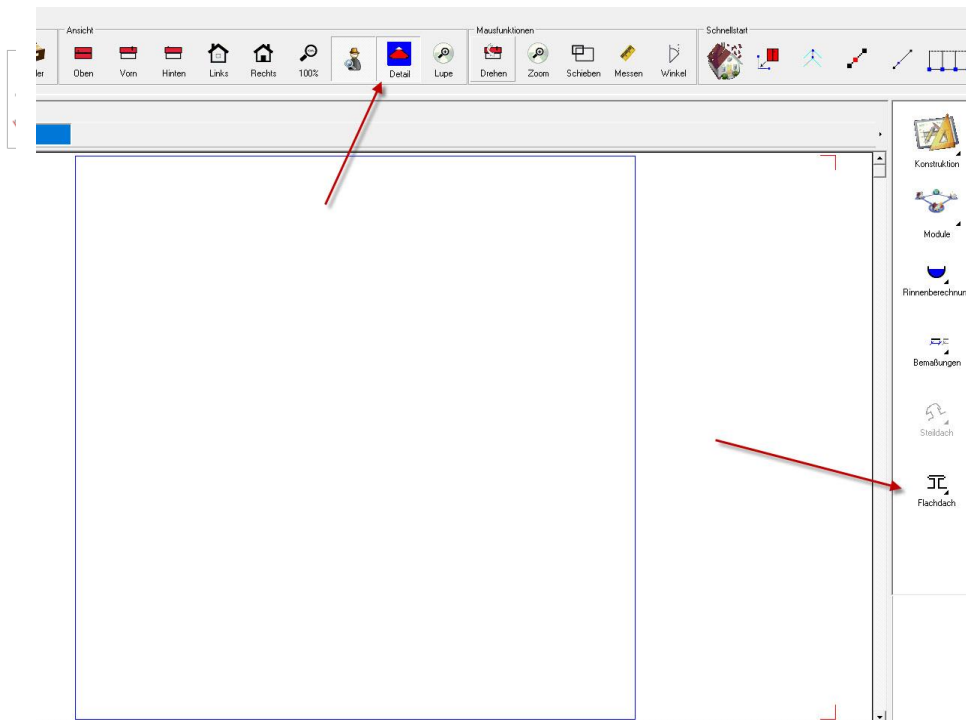 Ansicht Mausfunktionen Schnellstart
Oben Vorn Hinten Links Rechts 100% Detail Lupe Drehen Zoom Schieben Messen Winkel
Konstruktion
Module
Rinnenberechnun
Bemaßungen
Steildach
Flachdach